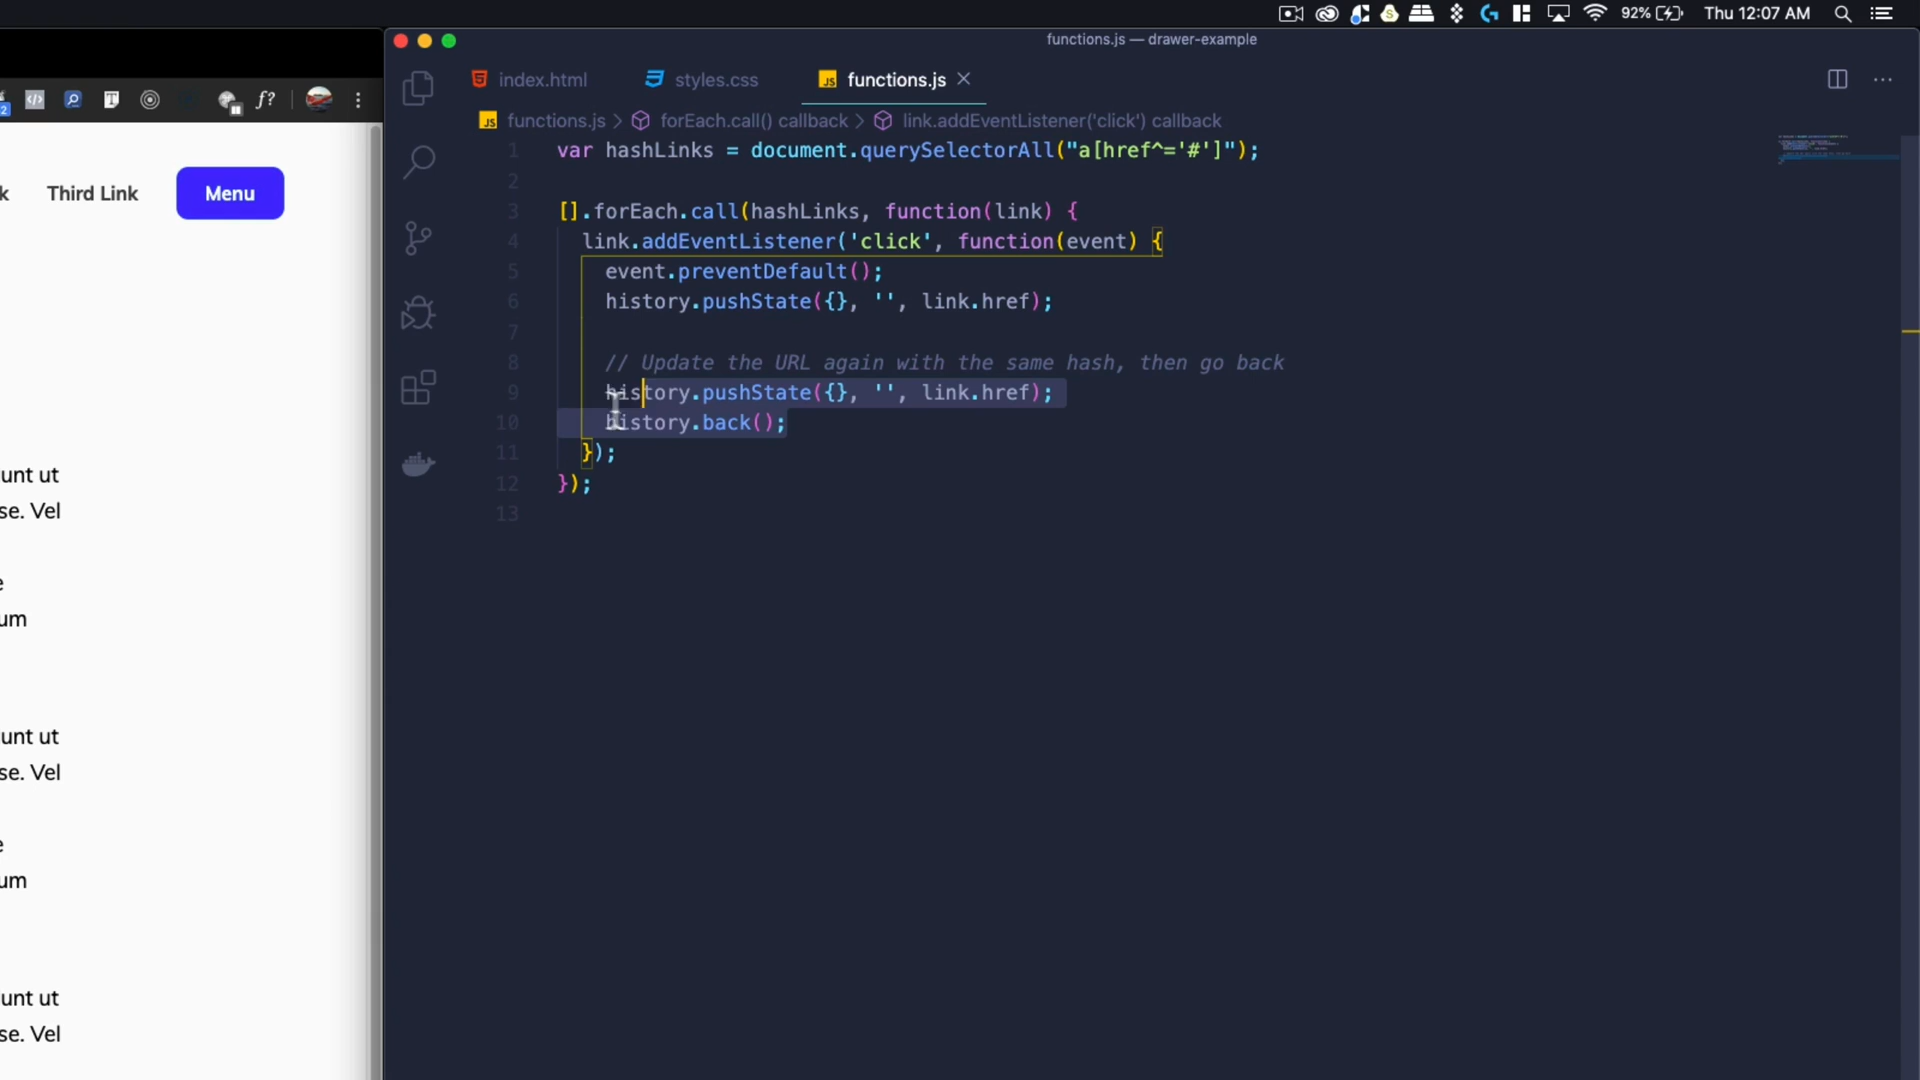 92%
Thu 12:07 AM
functions.js — drawer-example
index.html
styles.css
JS functions.js
JS functions.js > forEach.call() callback > link.addEventListener('click') callback
1 var hashLinks = document.querySelectorAll("a[href^='#']");
2
3 [].forEach.call(hashLinks, function(link) {
4 link.addEventListener('click', function(event) {
5 event.preventDefault();
6 history.pushState({}, '', link.href);
7
8 // Update the URL again with the same hash, then go back
9 history.pushState({}, '', link.href);
10 history.back();
11 });
12 });
13
2
T
f?
k
Third Link
Menu
unt ut
se. Vel
e
um
unt ut
se. Vel
e
um
unt ut
se. Vel